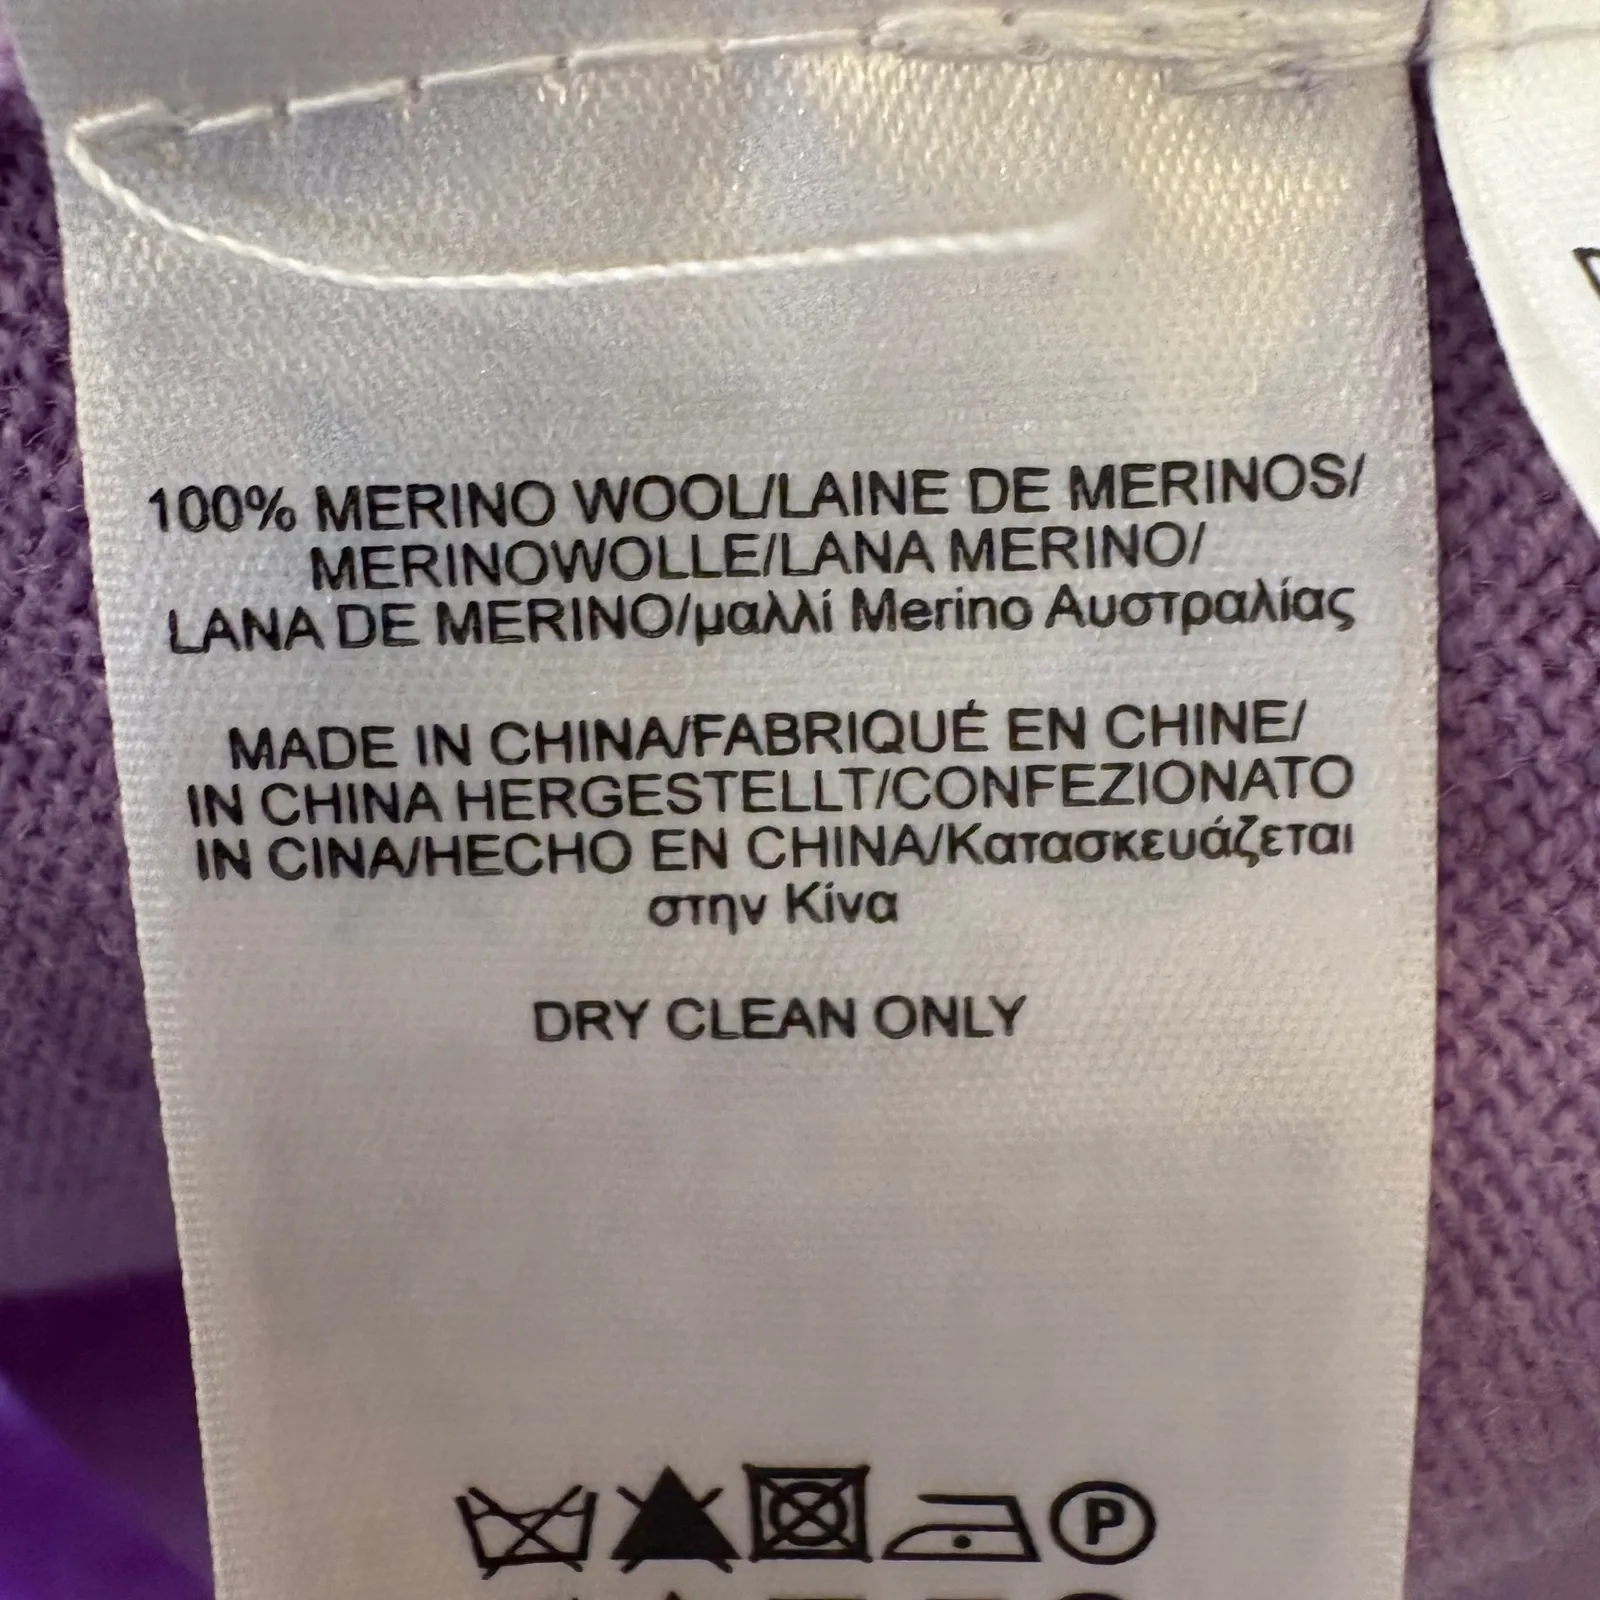 100% MERINO WOOL/LAINE DE MERINOS/
MERINOWOLLE/LANA MERINO/
LANA DE MERINO/μαλλί Merino Αυστραλίας
MADE IN CHINA/FABRIQUÉ EN CHINE/
IN CHINA HERGESTELLT/CONFEZIONATO
IN CINA/HECHO EN CHINA/Κατασκευάζεται
στην Κίνα
DRY CLEAN ONLY
P